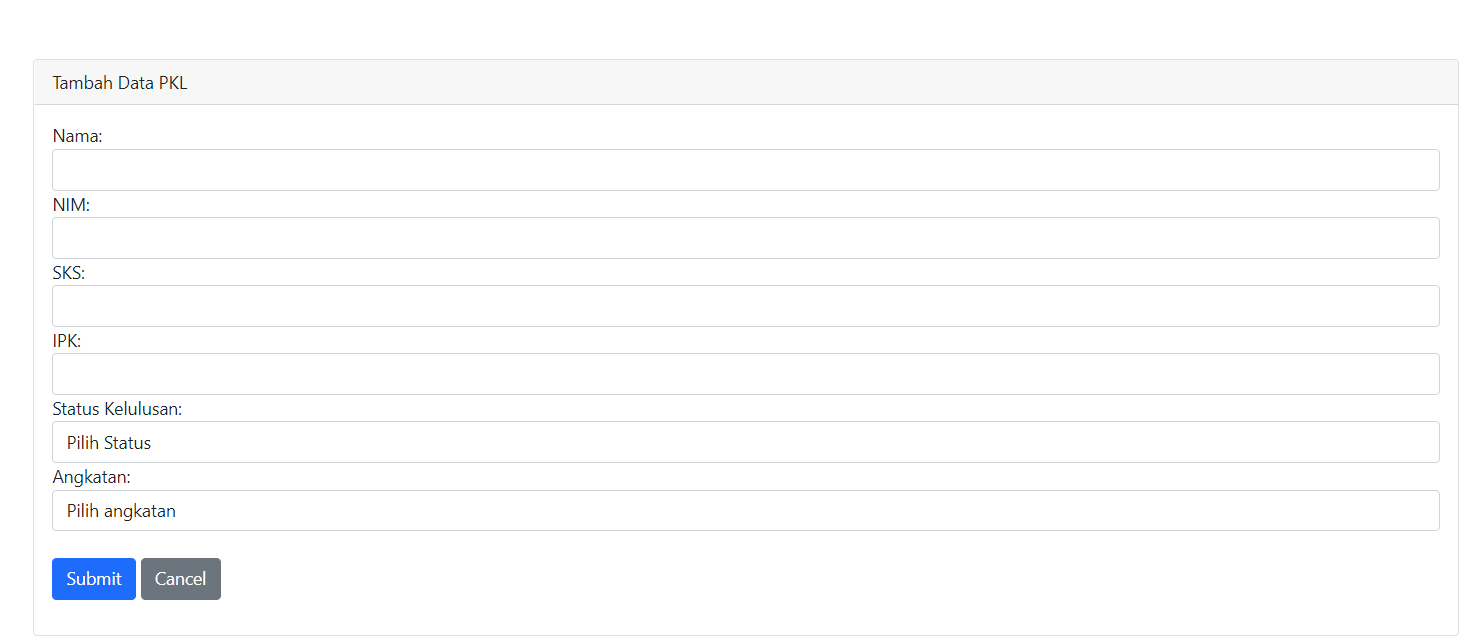 Tambah Data PKL
Nama:
NIM:
SKS:
IPK:
Status Kelulusan:
Pilih Status
Angkatan:
Pilih angkatan
Submit Cancel